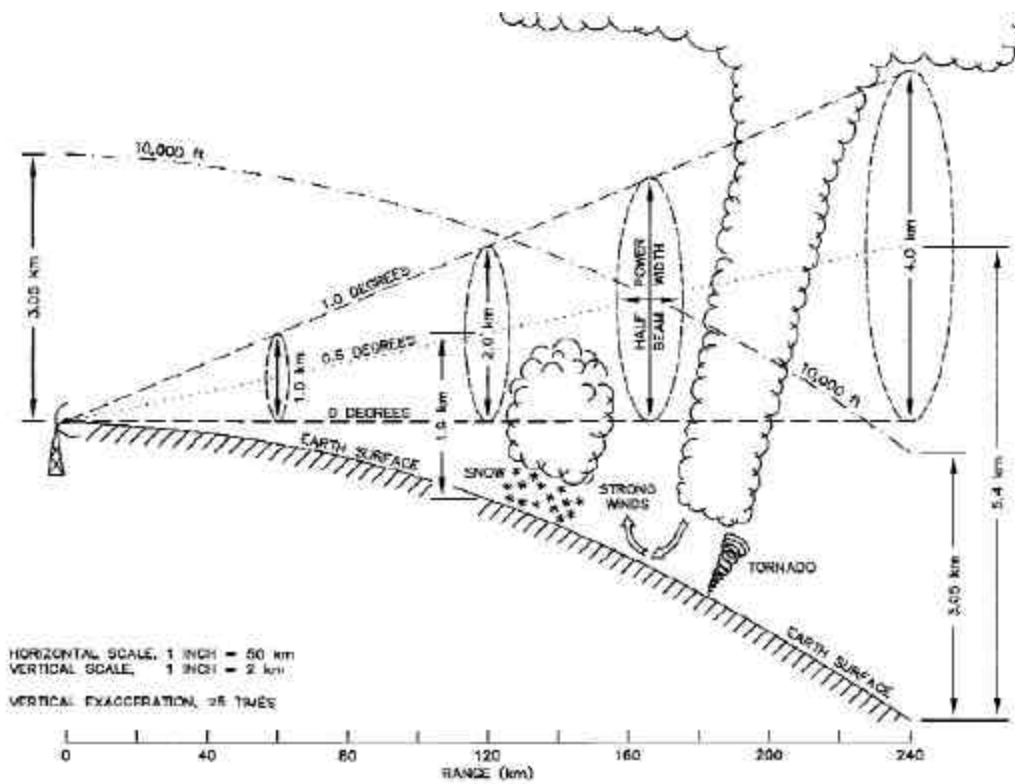 10,000 ft
3.05 km
1.0 DEGREES
0.5 DEGREES
0 DEGREES
1.0 km
2.0 km
1.9 km
HALF POWER
BEAM WIDTH
4.0 km
10,000 ft
5.4 km
3.05 km
EARTH SURFACE
SNOW
STRONG
WINDS
TORNADO
EARTH SURFACE
HORIZONTAL SCALE, 1 INCH = 50 km
VERTICAL SCALE, 1 INCH = 2 km
VERTICAL EXAGGERATION, 25 TIMES
0 40 80 120 160 200 240
RANGE (km)